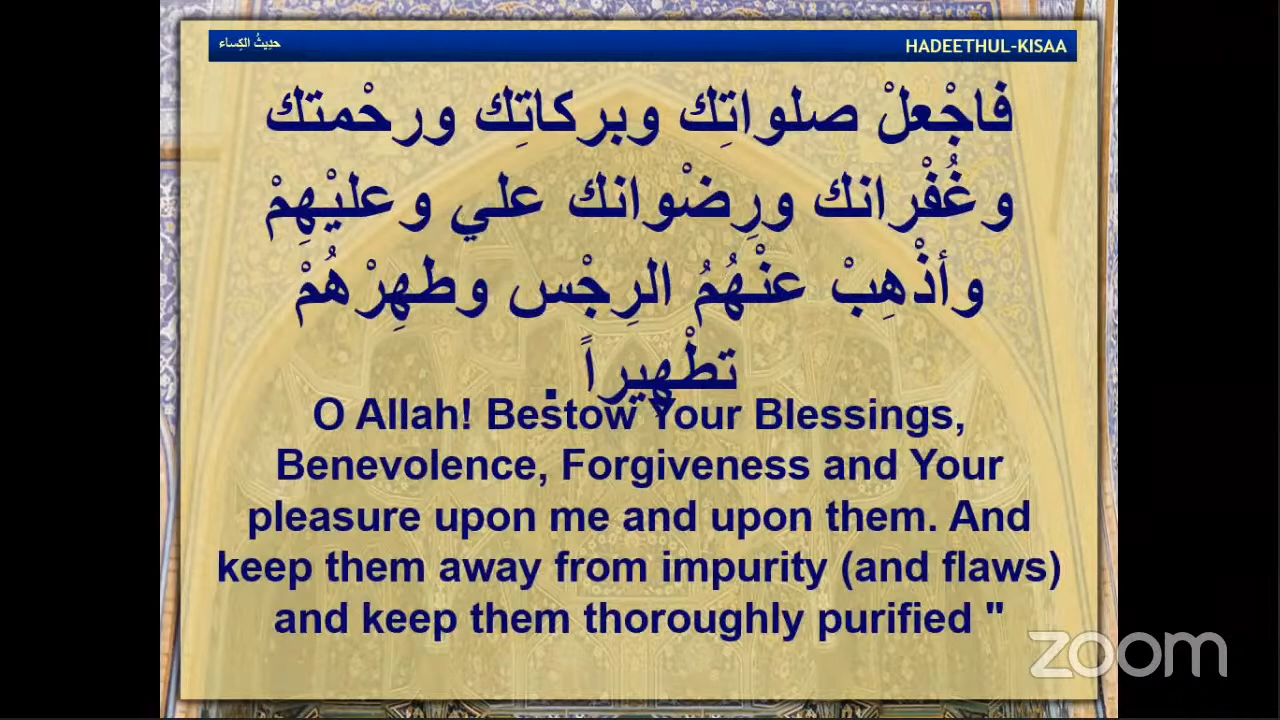 حديثُ الكِساء
HADEETHUL-KISAA
فاجْعلْ صلواتِك وبركاتِك ورحْمتك
وغُفْرانك ورِضْوانك علي وعليْهِمْ
وأذْهِبْ عنْهُمُ الرِجْس وطهِرْهُمْ
تطْهِيراً .
O Allah! Bestow Your Blessings,
Benevolence, Forgiveness and Your
pleasure upon me and upon them. And
keep them away from impurity (and flaws)
and keep them thoroughly purified "
zoom